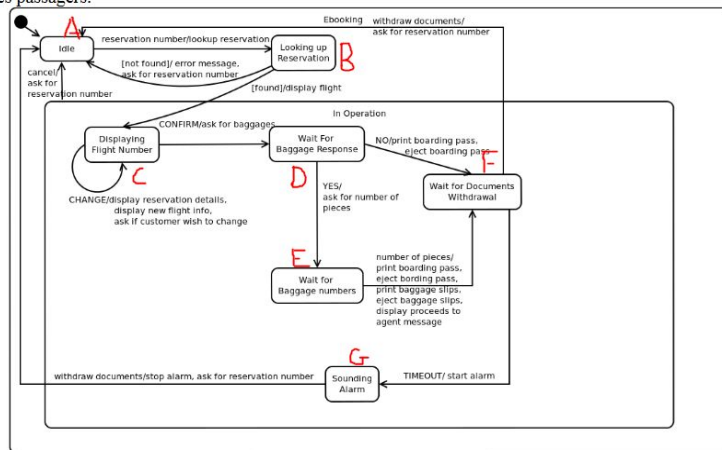 es passagers.
Ebooking
withdraw documents/
ask for reservation number
A
Idle
reservation number/lookup reservation
Looking up
Reservation
B
[not found]/ error message,
ask for reservation number
cancel/
ask for
reservation number
[found]/display flight
In Operation
CONFIRM/ask for baggages
Displaying
Flight Number
C
Wait For
Baggage Response
D
NO/print boarding pass,
eject boarding pass
F
Wait for Documents
Withdrawal
CHANGE/display reservation details,
display new flight info,
ask if customer wish to change
YES/
ask for number of
pieces
E
Wait for
Baggage numbers
number of pieces/
print boarding pass,
eject bording pass,
print baggage slips,
eject baggage slips,
display proceeds to
agent message
G
withdraw documents/stop alarm, ask for reservation number
Sounding
Alarm
TIMEOUT/ start alarm